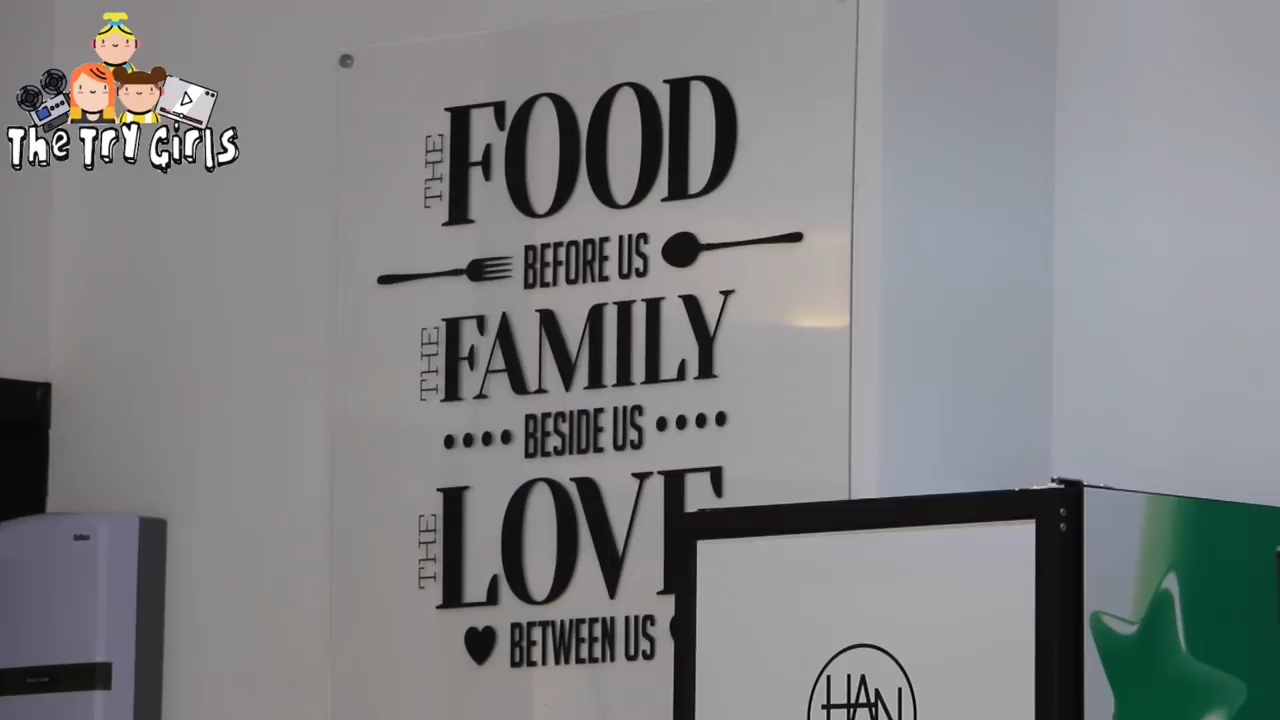 The Try Girls
THE FOOD
BEFORE US
THE FAMILY
BESIDE US
THE LOVE
BETWEEN US
HAN